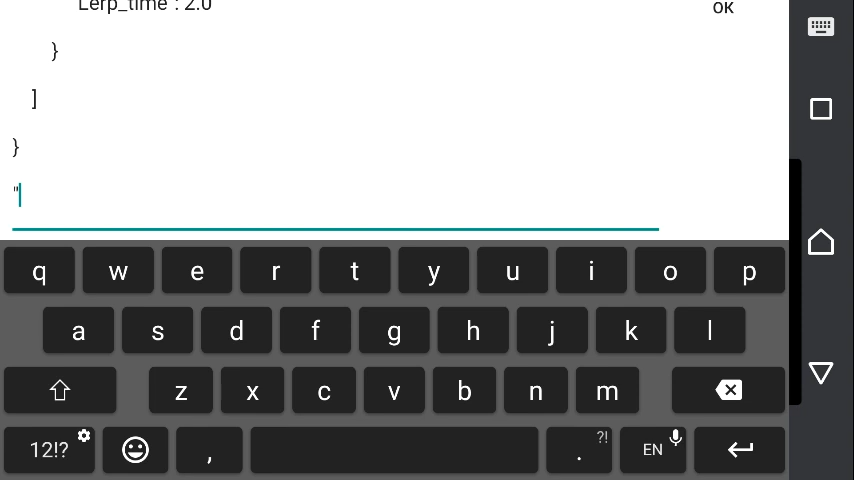 Lerp_time": 2.0
OK
}
]
}
"
q w e r t y u i o p
a s d f g h j k l
z x c v b n m
12!? , . ?! EN